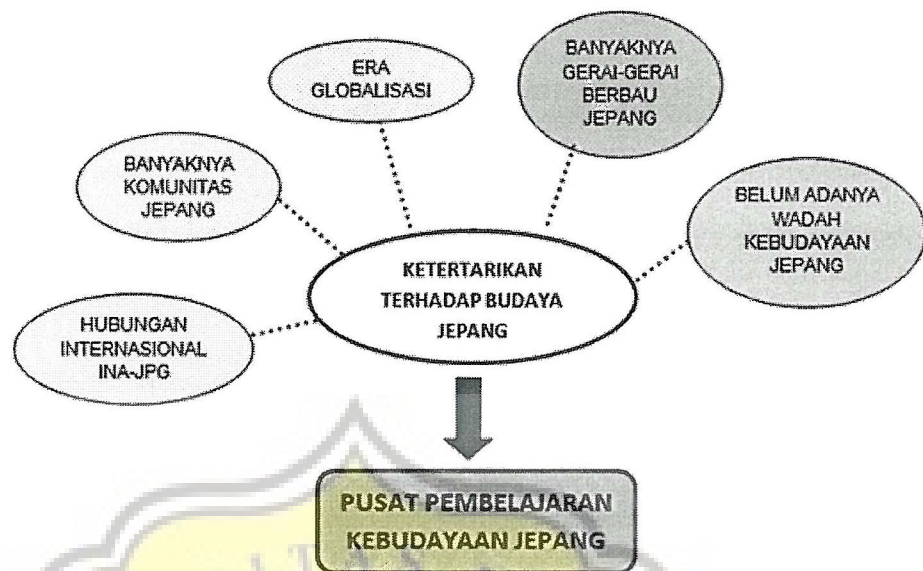 ERA
GLOBALISASI
BANYAKNYA
GERAI-GERAI
BERBAU
JEPANG
BANYAKNYA
KOMUNITAS
JEPANG
BELUM ADANYA
WADAH
KEBUDAYAAN
JEPANG
KETERTARIKAN
TERHADAP BUDAYA
JEPANG
HUBUNGAN
INTERNASIONAL
INA-JPG
PUSAT PEMBELAJARAN
KEBUDAYAAN JEPANG